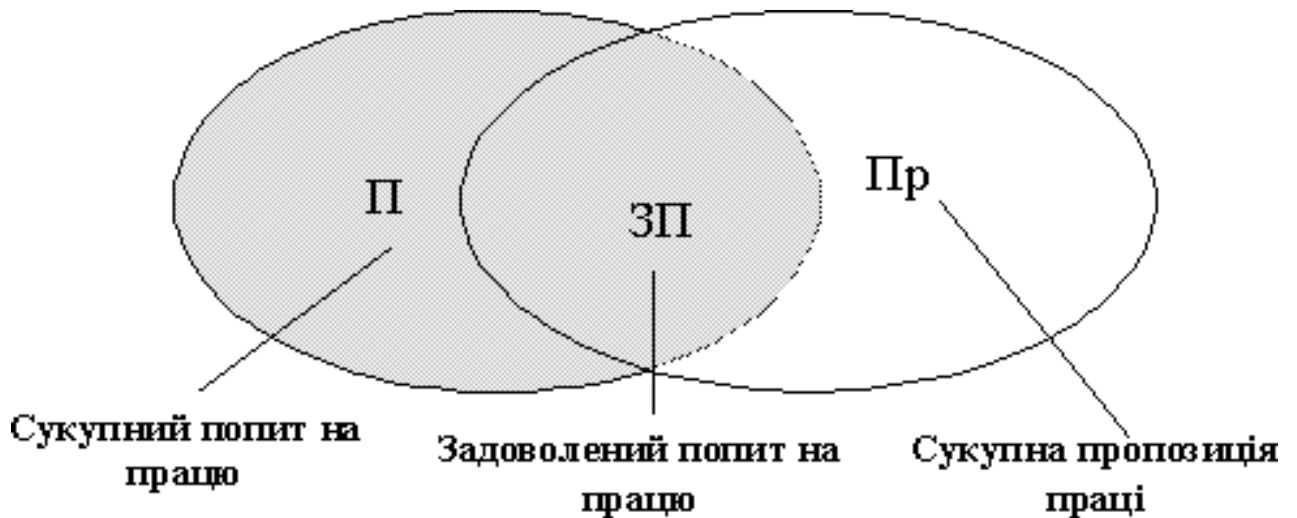 П
ЗП
Пр
Сукупний попит на
працю
Задоволений попит на
працю
Сукупна пропозиція
праці